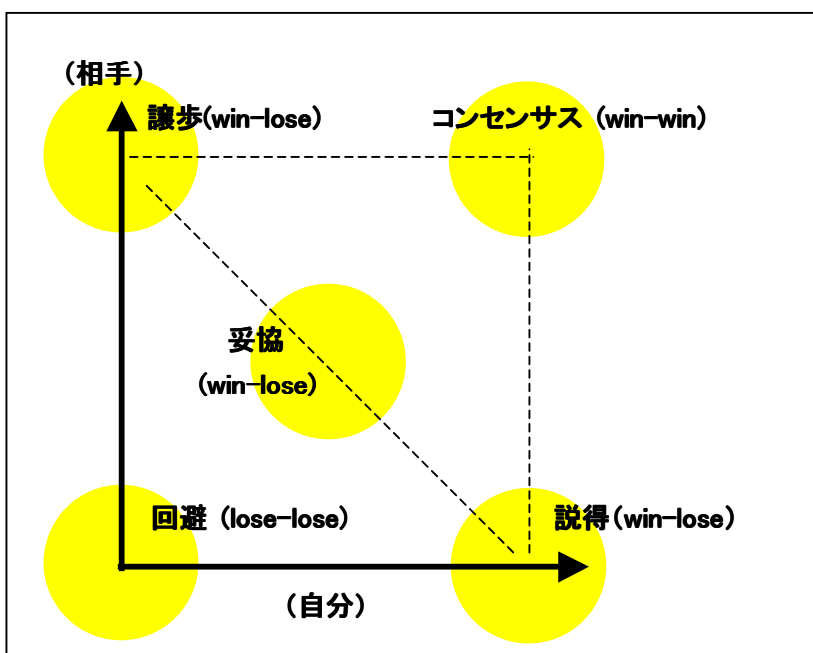 （相手）
譲歩(win-lose)
コンセンサス（win-win）
妥協
（win-lose）
回避（lose-lose）
説得（win-lose）
（自分）